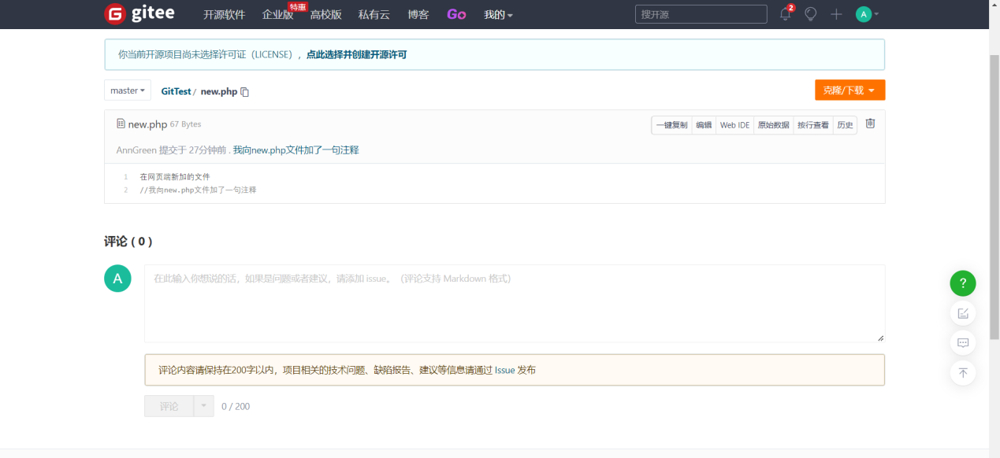 gitee 开源软件 企业版 特惠 高校版 私有云 博客 Go 我的 搜开源 2 A
你当前开源项目尚未选择许可证（LICENSE），点此选择并创建开源许可
master GitTest / new.php 克隆/下载
new.php 67 Bytes 一键复制 编辑 Web IDE 原始数据 按行查看 历史
AnnGreen 提交于 27分钟前 . 我向new.php文件加了一句注释
1 在网页端新加的文件
2 //我向new.php文件加了一句注释
评论 ( 0 )
A 在此输入你想说的话，如果是问题或者建议，请添加 issue。（评论支持 Markdown 格式）
?
评论内容请保持在200字以内，项目相关的技术问题、缺陷报告、建议等信息请通过 Issue 发布
评论 0 / 200